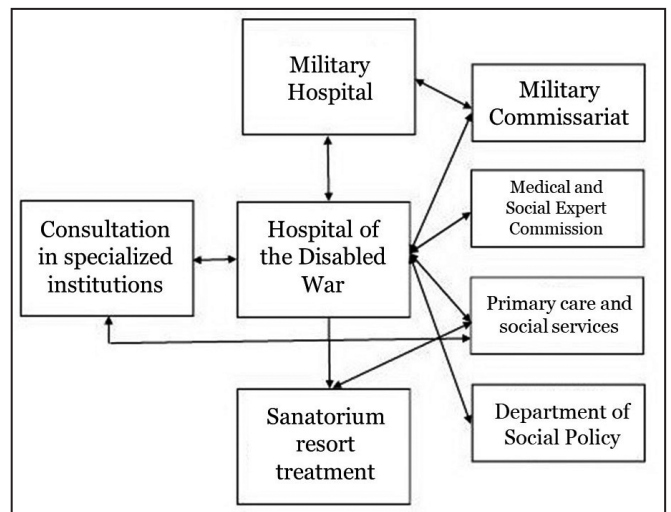 Military
Hospital
Military
Commissariat
Medical and
Social Expert
Commission
Consultation
in specialized
institutions
Hospital of
the Disabled
War
Primary care and
social services
Sanatorium
resort
treatment
Department of
Social Policy